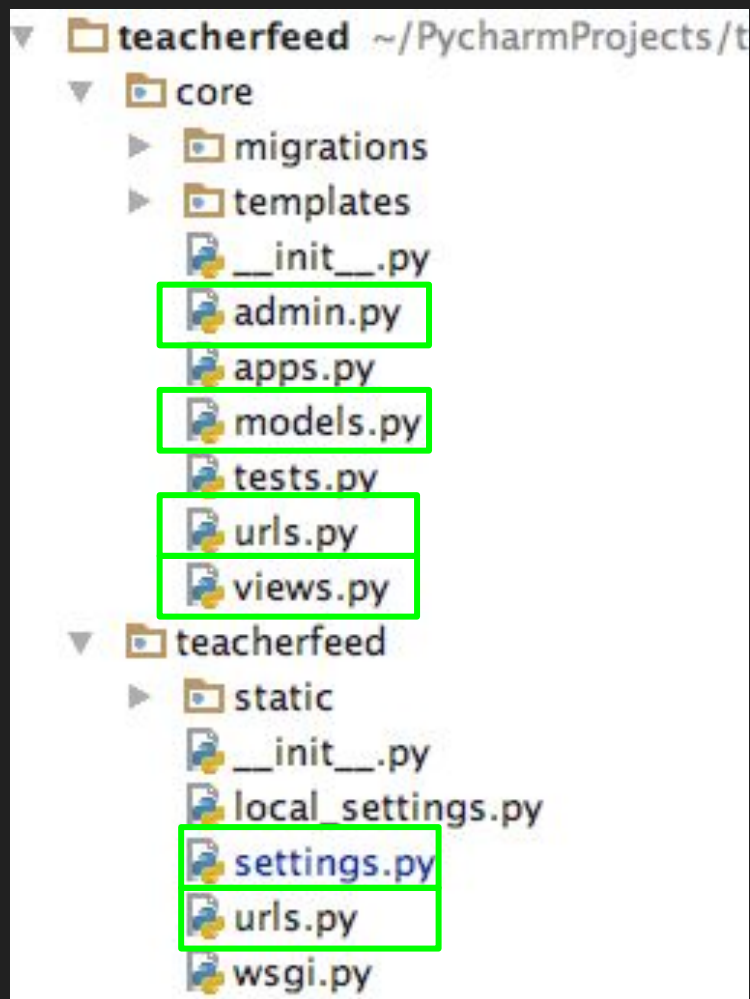 teacherfeed ~/PycharmProjects/t
core
migrations
templates
__init__.py
admin.py
apps.py
models.py
tests.py
urls.py
views.py
teacherfeed
static
__init__.py
local_settings.py
settings.py
urls.py
wsgi.py